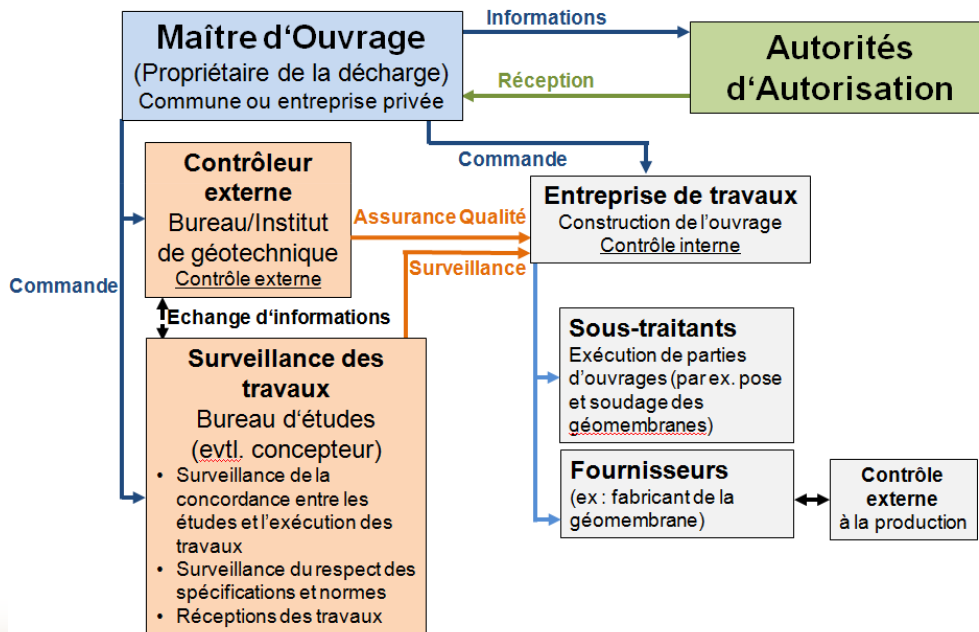 Maître d‘Ouvrage
(Propriétaire de la décharge)
Commune ou entreprise privée
Informations
Réception
Autorités
d‘Autorisation
Commande
Commande
Contrôleur
externe
Bureau/Institut
de géotechnique
Contrôle externe
Assurance Qualité
Surveillance
Entreprise de travaux
Construction de l’ouvrage
Contrôle interne
Echange d‘informations
Surveillance des
travaux
Bureau d‘études
(evtl. concepteur)
• Surveillance de la
concordance entre les
études et l’exécution des
travaux
• Surveillance du respect des
spécifications et normes
• Réceptions des travaux
Sous-traitants
Exécution de parties
d’ouvrages (par ex. pose
et soudage des
géomembranes)
Fournisseurs
(ex : fabricant de la
géomembrane)
Contrôle
externe
à la production